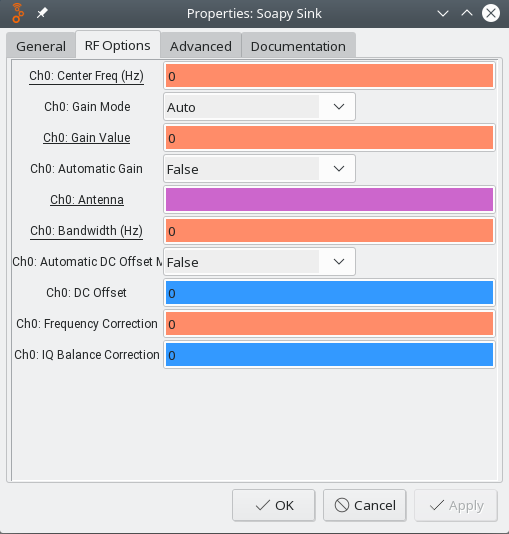 Properties: Soapy Sink
General RF Options Advanced Documentation
Ch0: Center Freq (Hz) 0
Ch0: Gain Mode Auto
Ch0: Gain Value 0
Ch0: Automatic Gain False
Ch0: Antenna
Ch0: Bandwidth (Hz) 0
Ch0: Automatic DC Offset M False
Ch0: DC Offset 0
Ch0: Frequency Correction 0
Ch0: IQ Balance Correction 0
OK Cancel Apply